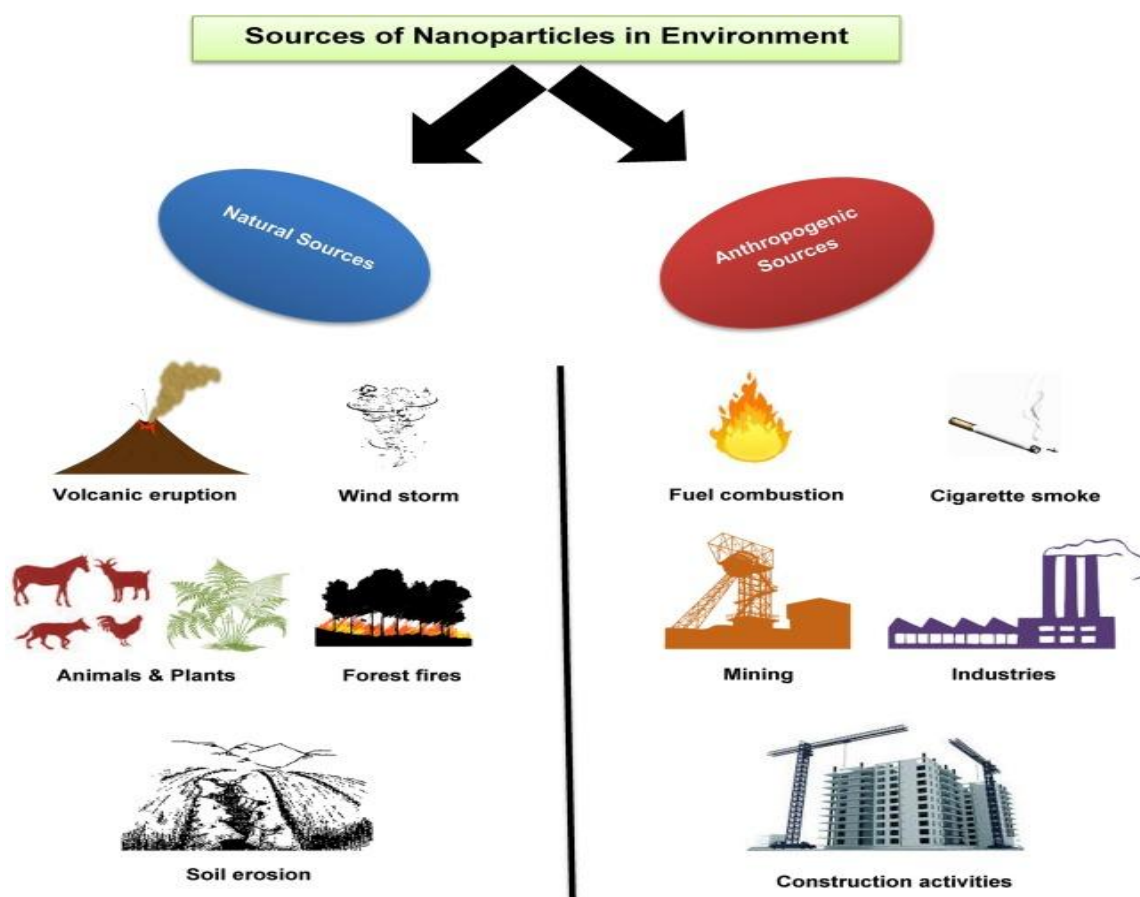 Sources of Nanoparticles in Environment
Natural Sources
Anthropogenic
Sources
Volcanic eruption
Wind storm
Animals & Plants
Forest fires
Soil erosion
Fuel combustion
Cigarette smoke
Mining
Industries
Construction activities